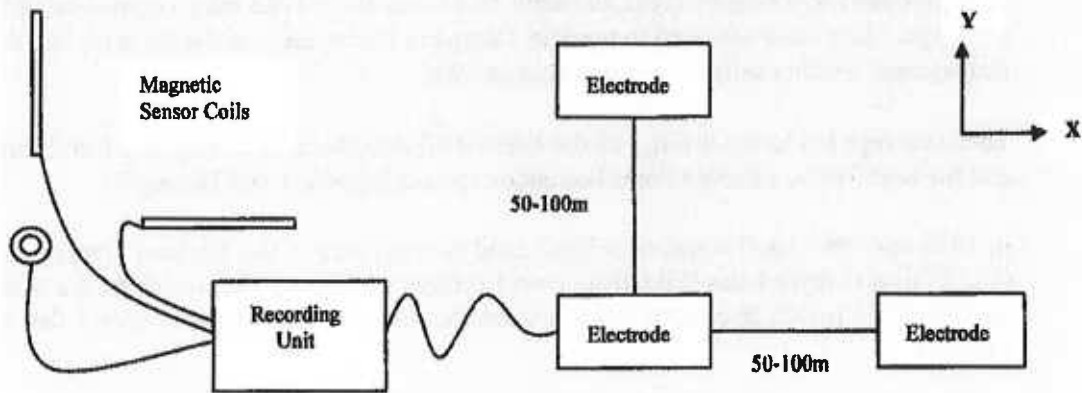 Y
X
Magnetic
Sensor Coils
Electrode
50-100m
Recording
Unit
Electrode
50-100m
Electrode